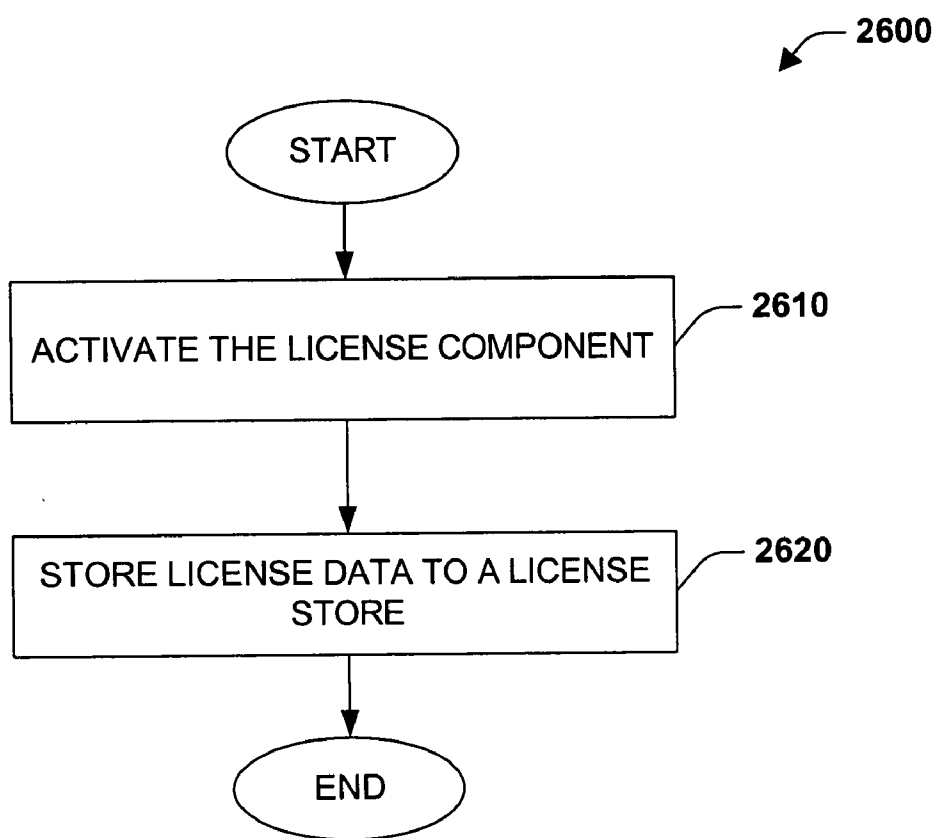 2600
START
2610
ACTIVATE THE LICENSE COMPONENT
2620
STORE LICENSE DATA TO A LICENSE
STORE
END